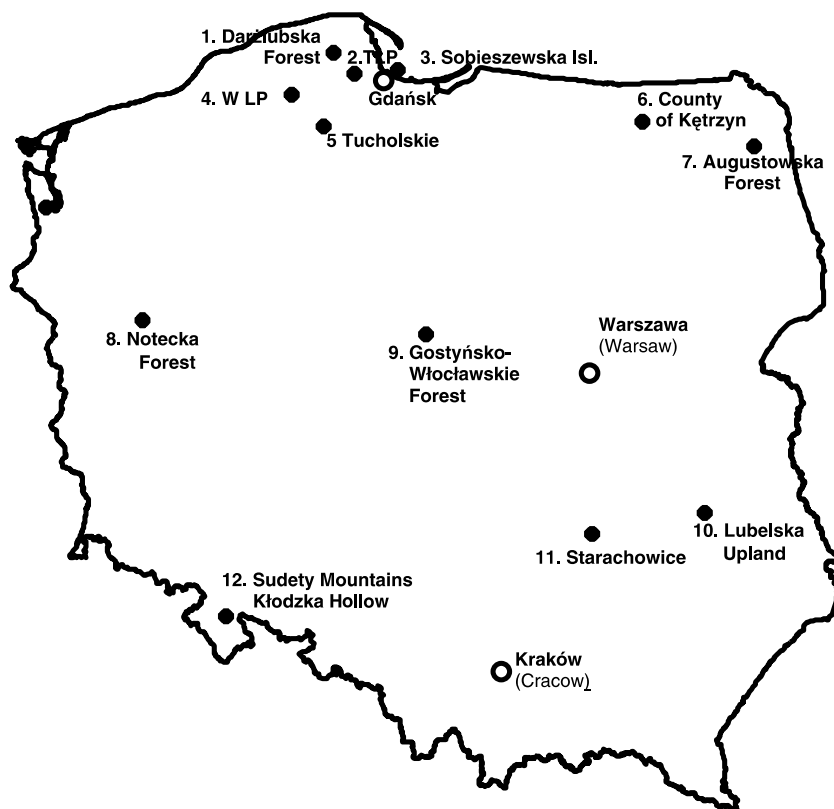 1. Darżlubska
Forest
2.TLP
3. Sobieszewska Isl.
4. W LP
Gdańsk
5 Tucholskie
6. County
of Kętrzyn
7. Augustowska
Forest
8. Notecka
Forest
9. Gostyńsko-
Włocławskie
Forest
Warszawa
(Warsaw)
10. Lubelska
Upland
11. Starachowice
12. Sudety Mountains
Kłodzka Hollow
Kraków
(Cracow)